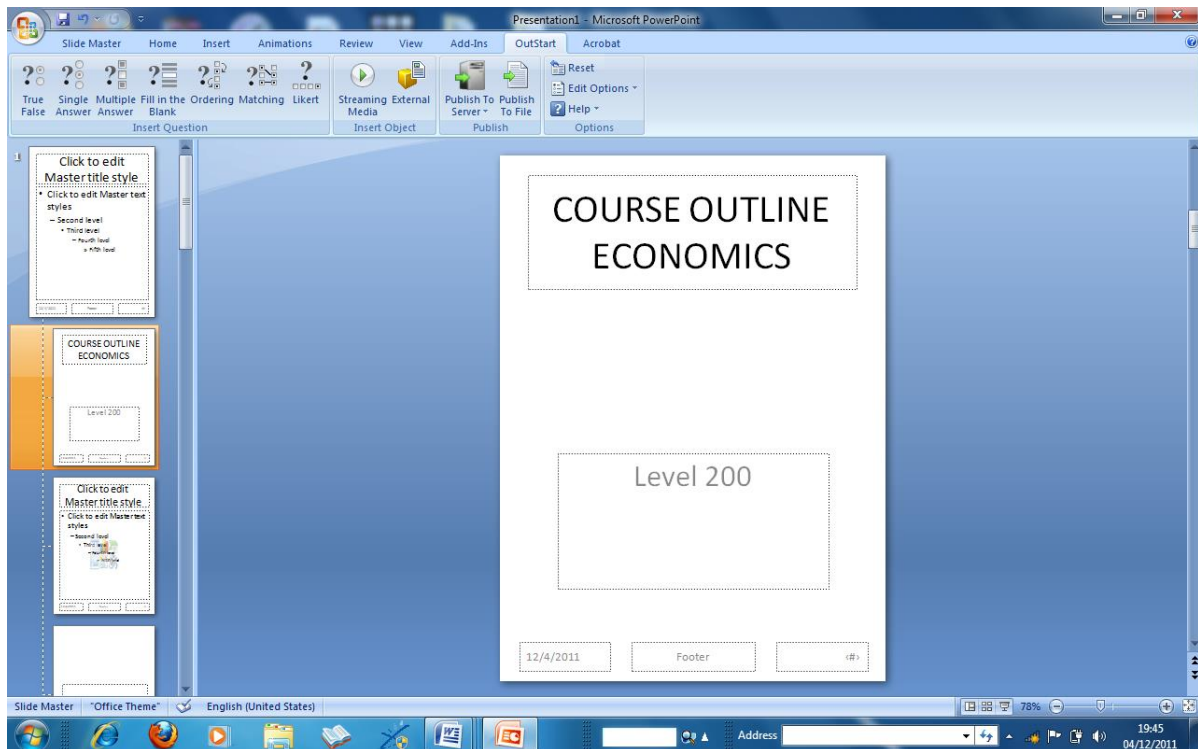 Presentation1 - Microsoft PowerPoint
Slide Master Home Insert Animations Review View Add-Ins OutStart Acrobat
True False
Single Answer
Multiple Answer
Fill in the Blank
Ordering
Matching
Likert
Insert Question
Streaming Media
External
Insert Object
Publish To Server
Publish To File
Publish
Reset
Edit Options
Help
Options
1
Click to edit
Master title style
• Click to edit Master text
styles
– Second level
• Third level
– Fourth level
» Fifth level
COURSE OUTLINE
ECONOMICS
Level 200
Click to edit
Master title style
• Click to edit Master text
styles
– Second level
COURSE OUTLINE
ECONOMICS
Level 200
12/4/2011 Footer ‹#›
Slide Master "Office Theme" English (United States) 78%
Address 19:45
04/12/2011